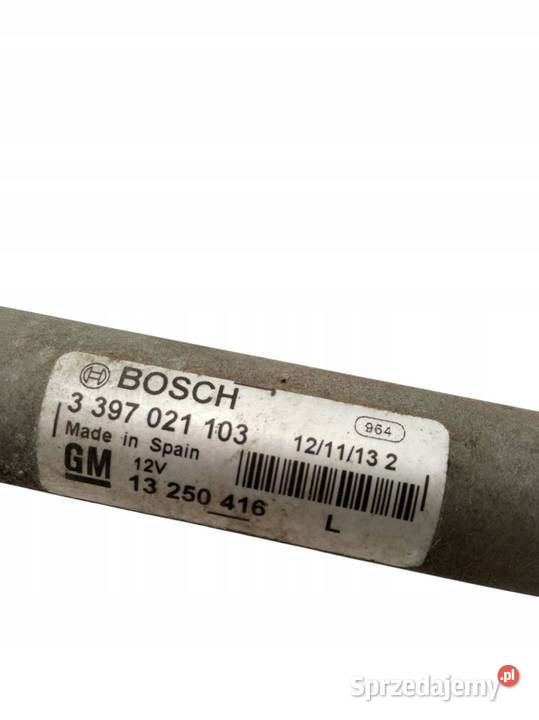 BOSCH
3 397 021 103
964
Made in Spain
12/11/13 2
GM
12V
13 250 416
L
Sprzedajemy.pl